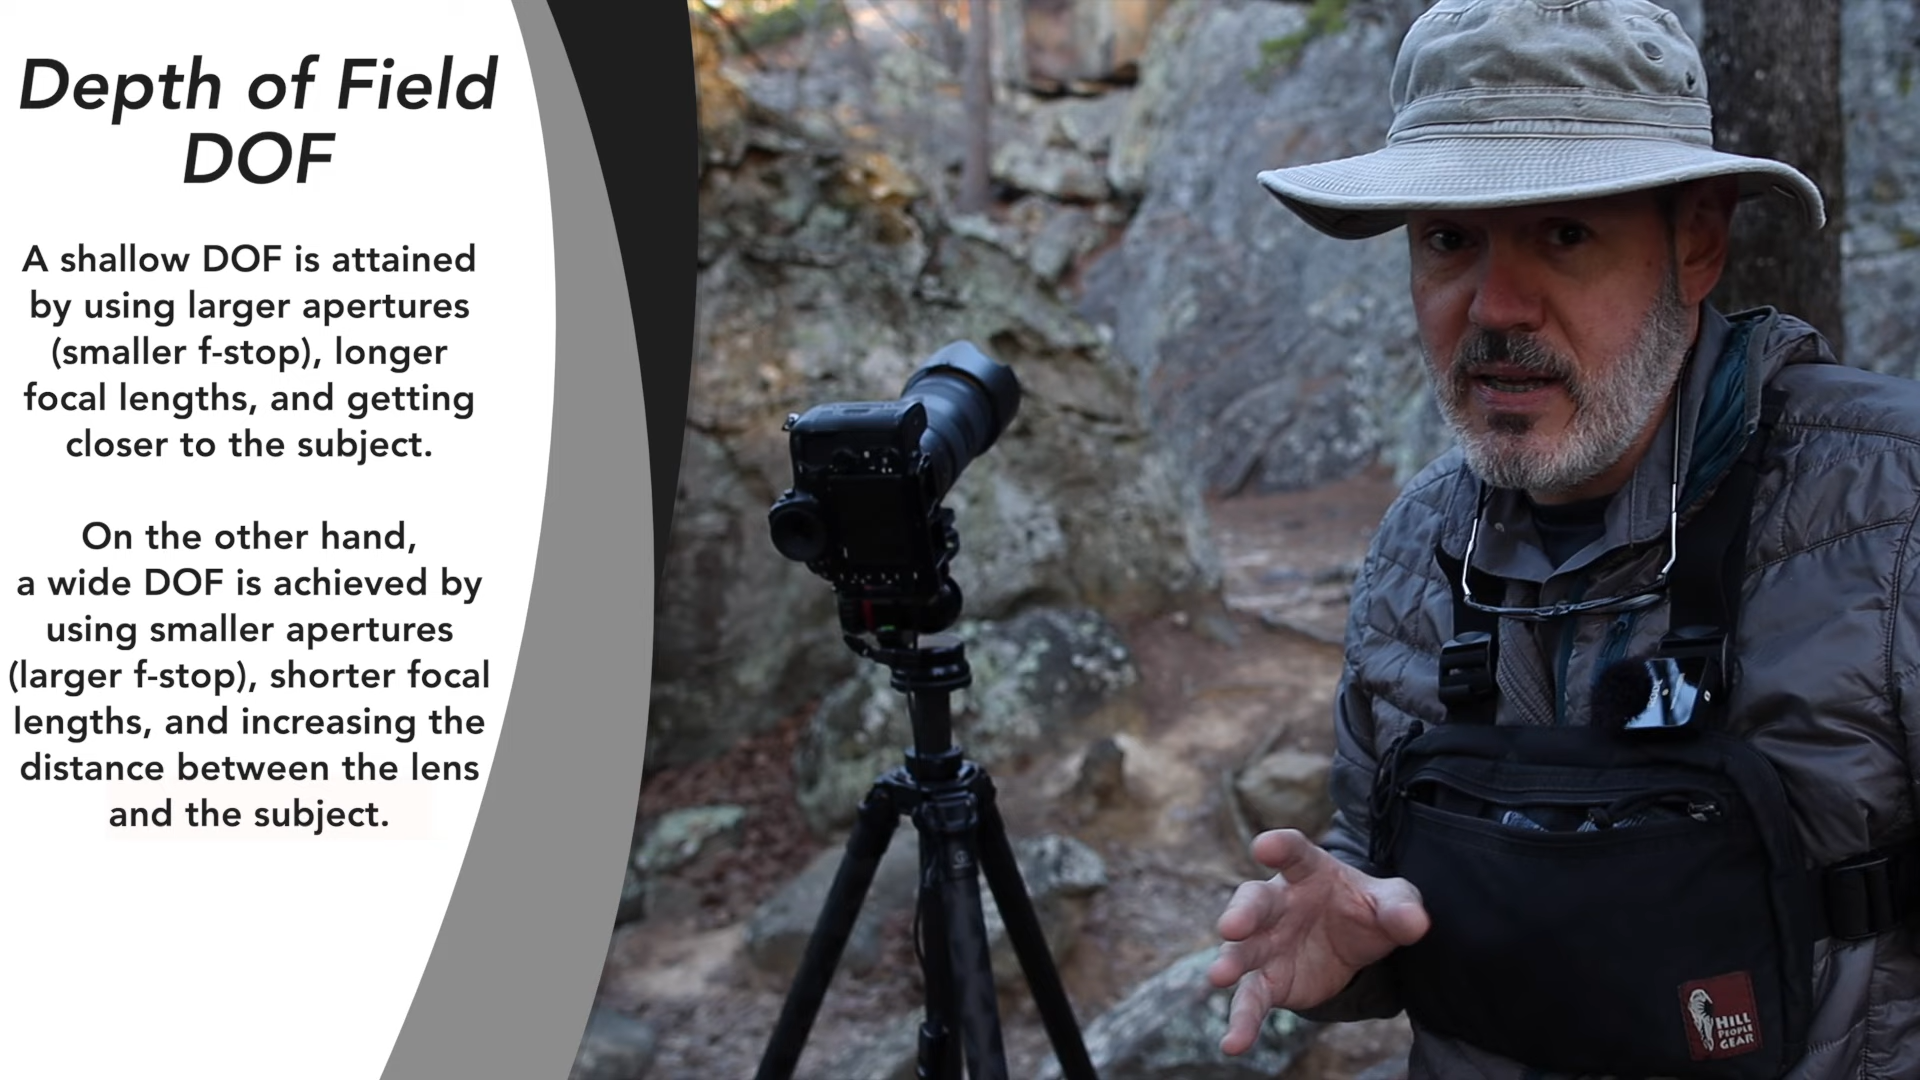 Depth of Field
DOF
A shallow DOF is attained
by using larger apertures
(smaller f-stop), longer
focal lengths, and getting
closer to the subject.
On the other hand,
a wide DOF is achieved by
using smaller apertures
(larger f-stop), shorter focal
lengths, and increasing the
distance between the lens
and the subject.
HILL
PEOPLE
GEAR